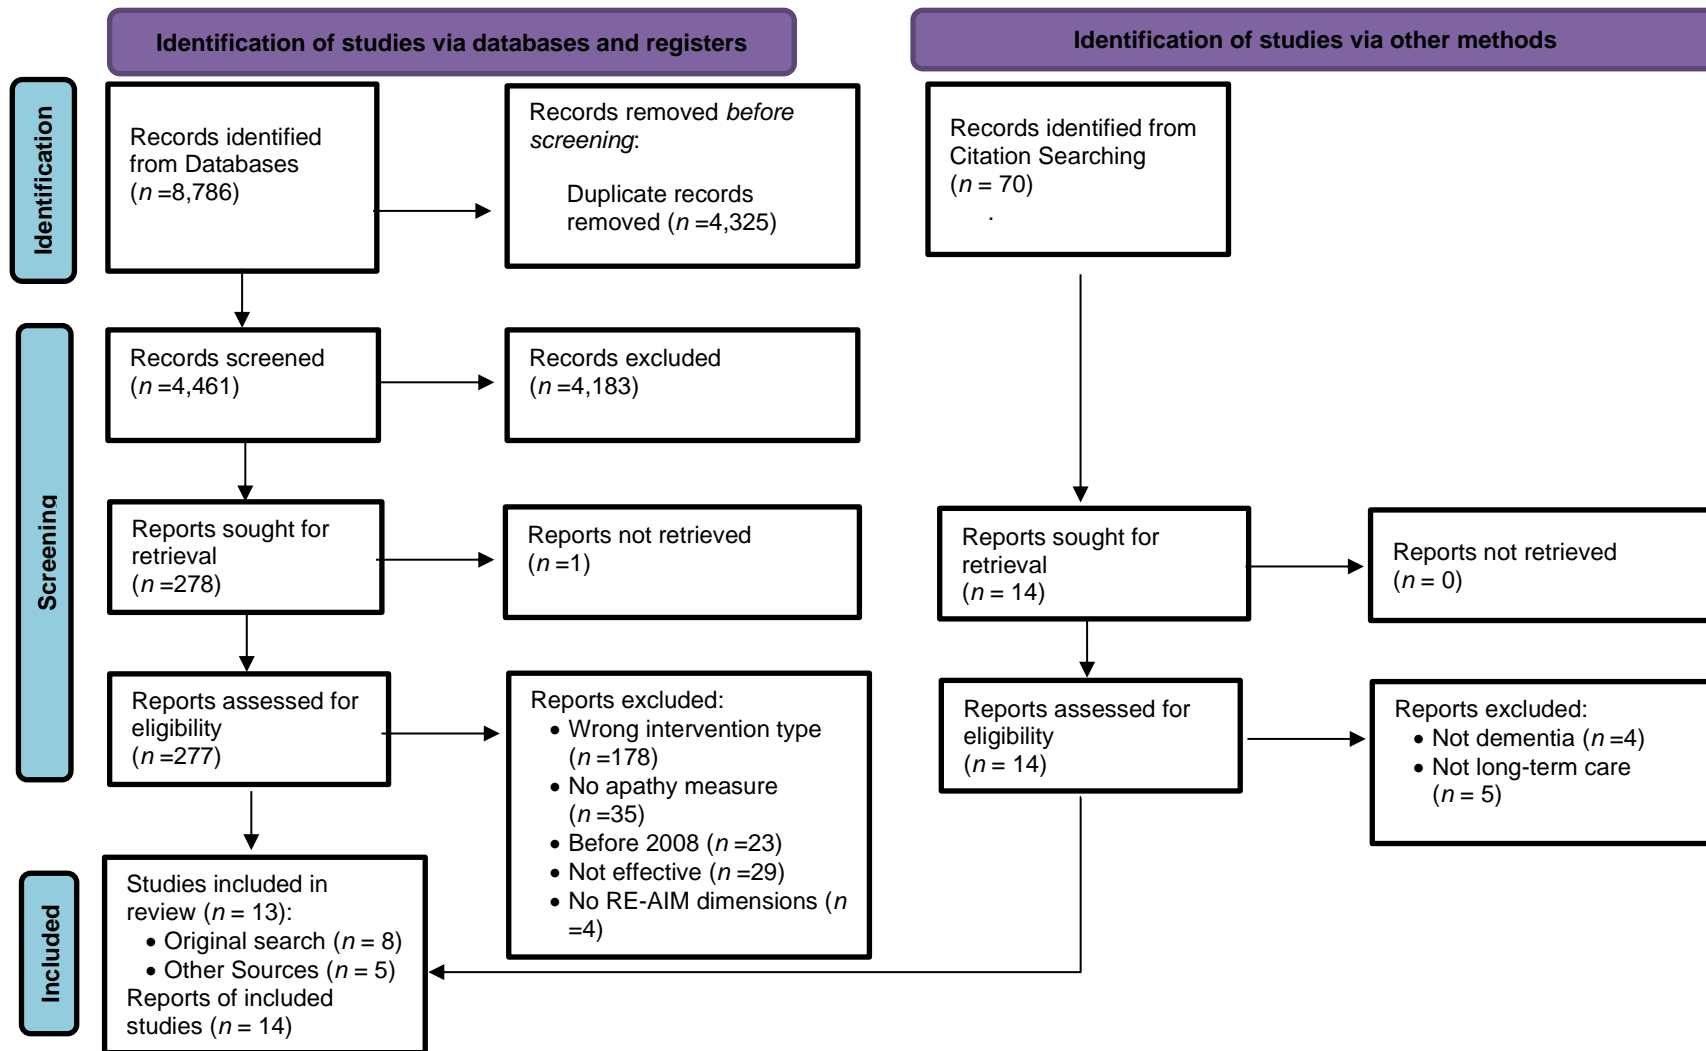 Identification of studies via databases and registers
Identification of studies via other methods
Identification
Records identified
from Databases
(n =8,786)
Records removed before
screening:
Duplicate records
removed (n =4,325)
Records identified from
Citation Searching
(n = 70)
.
Screening
Records screened
(n =4,461)
Records excluded
(n =4,183)
Reports sought for
retrieval
(n =278)
Reports not retrieved
(n =1)
Reports sought for
retrieval
(n = 14)
Reports not retrieved
(n = 0)
Reports assessed for
eligibility
(n =277)
Reports excluded:
• Wrong intervention type
(n =178)
• No apathy measure
(n =35)
• Before 2008 (n =23)
• Not effective (n =29)
• No RE-AIM dimensions (n
=4)
Reports assessed for
eligibility
(n = 14)
Reports excluded:
• Not dementia (n =4)
• Not long-term care
(n = 5)
Included
Studies included in
review (n = 13):
• Original search (n = 8)
• Other Sources (n = 5)
Reports of included
studies (n = 14)